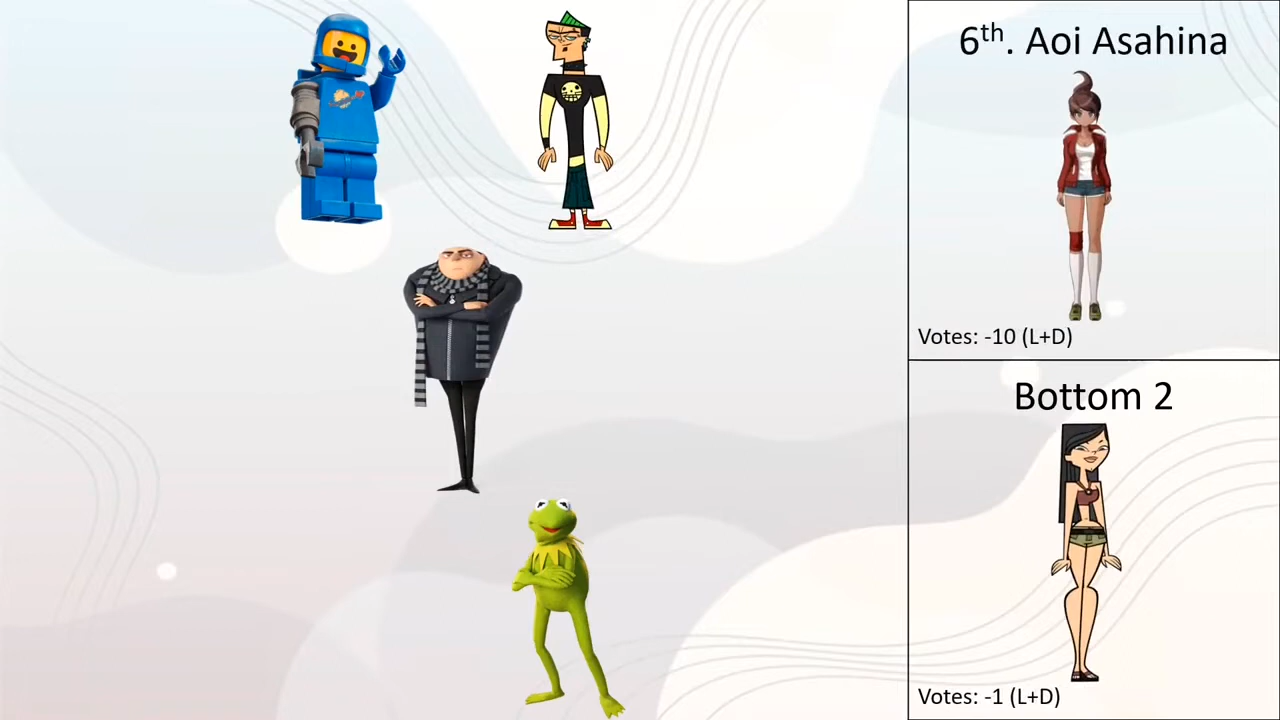 6th. Aoi Asahina
Votes: -10 (L+D)
Bottom 2
Votes: -1 (L+D)